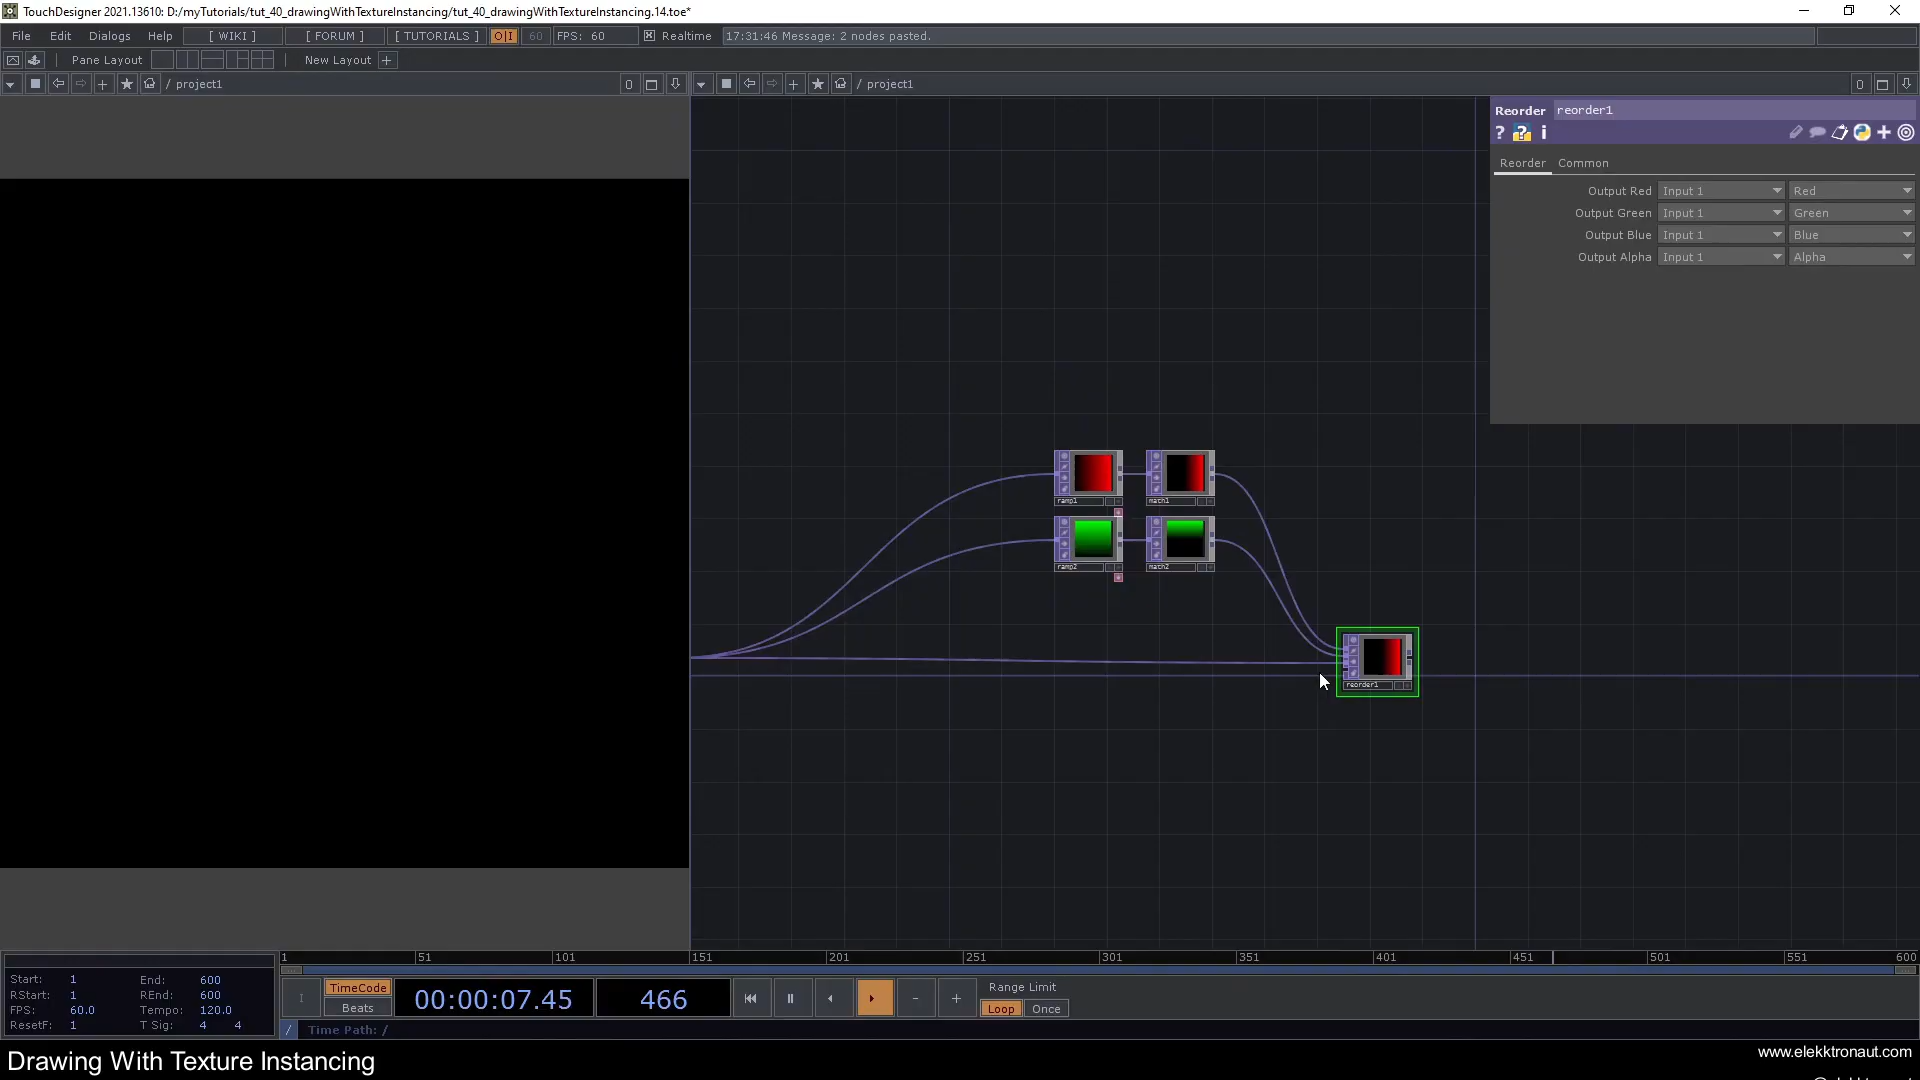 TouchDesigner 2021.13610: D:/myTutorials/tut_40_drawingWithTextureInstancing/tut_40_drawingWithTextureInstancing.14.toe*
File Edit Dialogs Help [ WIKI ] [ FORUM ] [ TUTORIALS ] O|I 60 FPS: 60 Realtime 17:31:46 Message: 2 nodes pasted.
Pane Layout New Layout +
/ project1 0 / project1 0
Reorder reorder1
Reorder Common
Output Red Input 1 Red
Output Green Input 1 Green
Output Blue Input 1 Blue
Output Alpha Input 1 Alpha
ramp1 math1
ramp2 math2
reorder1
1 51 101 151 201 251 301 351 401 451 501 551 600
Start: 1 End: 600
RStart: 1 REnd: 600
FPS: 60.0 Tempo: 120.0
ResetF: 1 T Sig: 4 4
TimeCode
Beats
00:00:07.45 466
Range Limit
Loop Once
/ Time Path: /
Drawing With Texture Instancing
www.elekktronaut.com